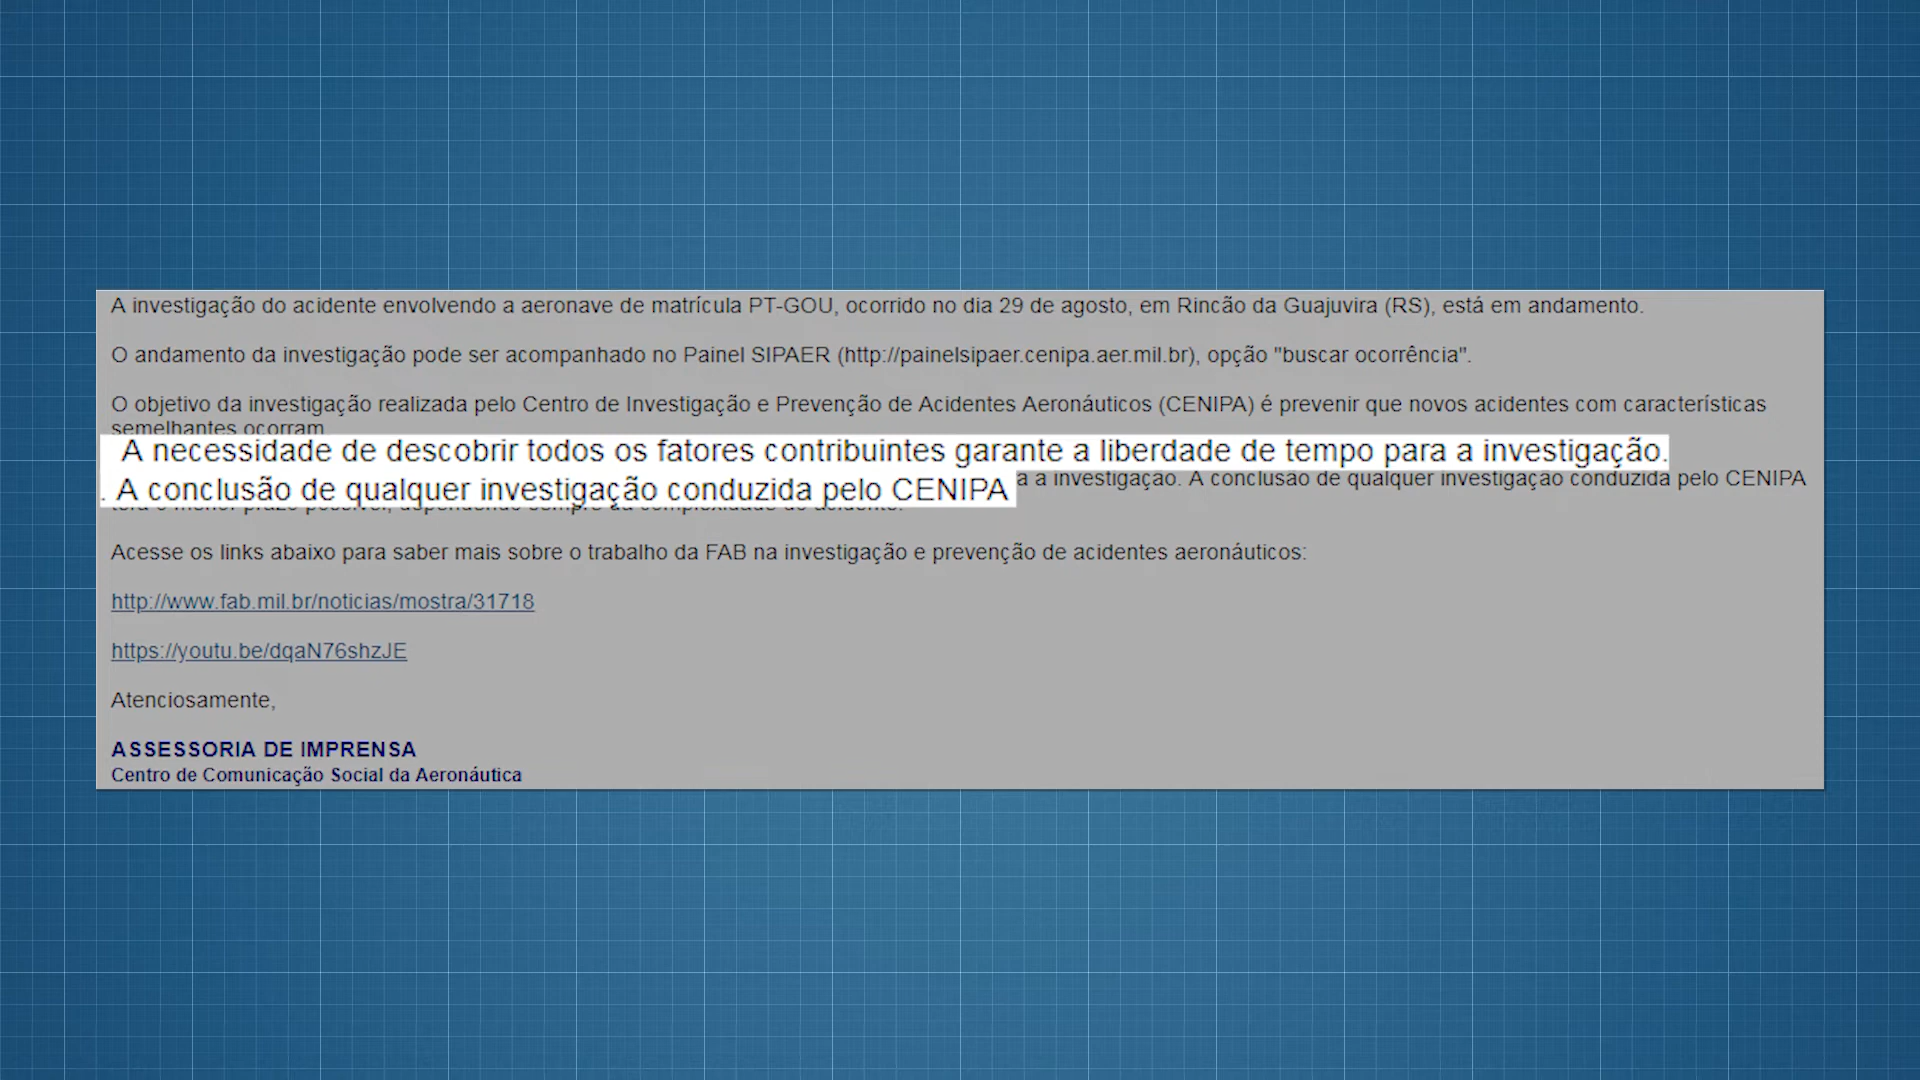 A investigação do acidente envolvendo a aeronave de matrícula PT-GOU, ocorrido no dia 29 de agosto, em Rincão da Guajuvira (RS), está em andamento.
O andamento da investigação pode ser acompanhado no Painel SIPAER (http://painelsipaer.cenipa.aer.mil.br), opção "buscar ocorrência".
O objetivo da investigação realizada pelo Centro de Investigação e Prevenção de Acidentes Aeronáuticos (CENIPA) é prevenir que novos acidentes com características
semelhantes ocorram
A necessidade de descobrir todos os fatores contribuintes garante a liberdade de tempo para a investigação.
. A conclusão de qualquer investigação conduzida pelo CENIPA
a a investigação. A conclusão de qualquer investigação conduzida pelo CENIPA
Acesse os links abaixo para saber mais sobre o trabalho da FAB na investigação e prevenção de acidentes aeronáuticos:
http://www.fab.mil.br/noticias/mostra/31718
https://youtu.be/dqaN76shzJE
Atenciosamente,
ASSESSORIA DE IMPRENSA
Centro de Comunicação Social da Aeronáutica